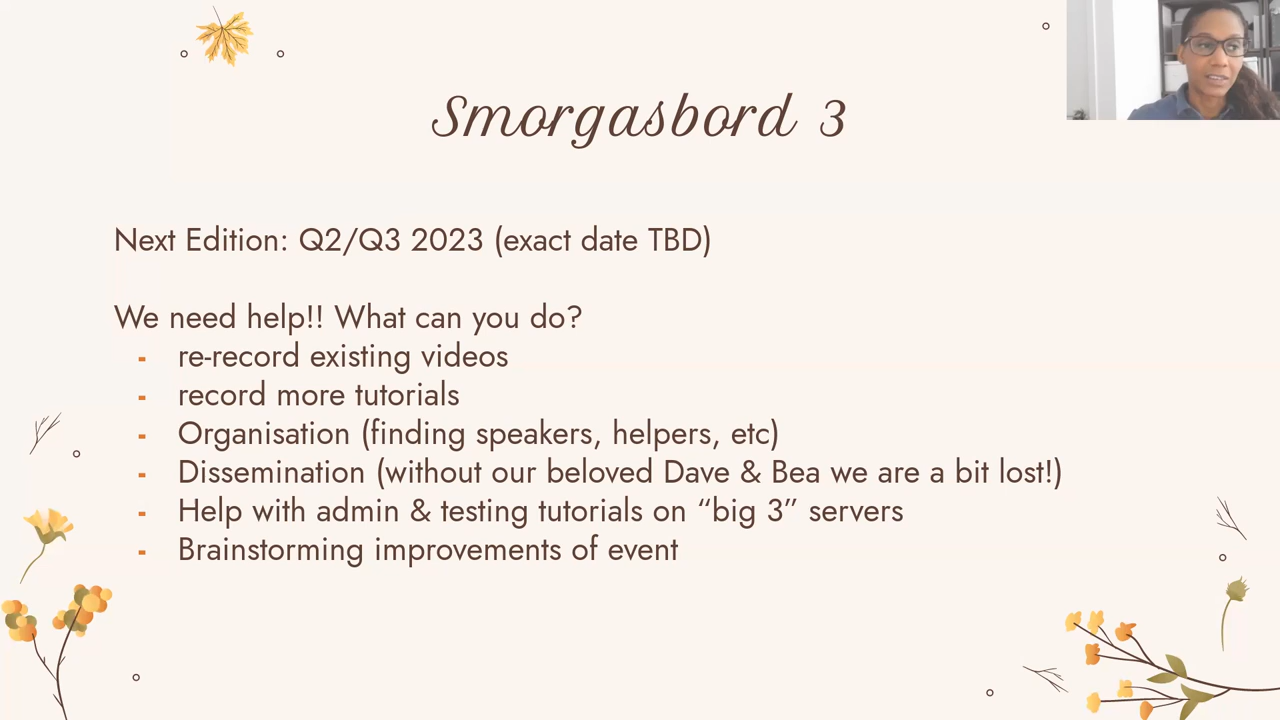 Smorgasbord 3
Next Edition: Q2/Q3 2023 (exact date TBD)
We need help!! What can you do?
- re-record existing videos
- record more tutorials
- Organisation (finding speakers, helpers, etc)
- Dissemination (without our beloved Dave & Bea we are a bit lost!)
- Help with admin & testing tutorials on “big 3” servers
- Brainstorming improvements of event